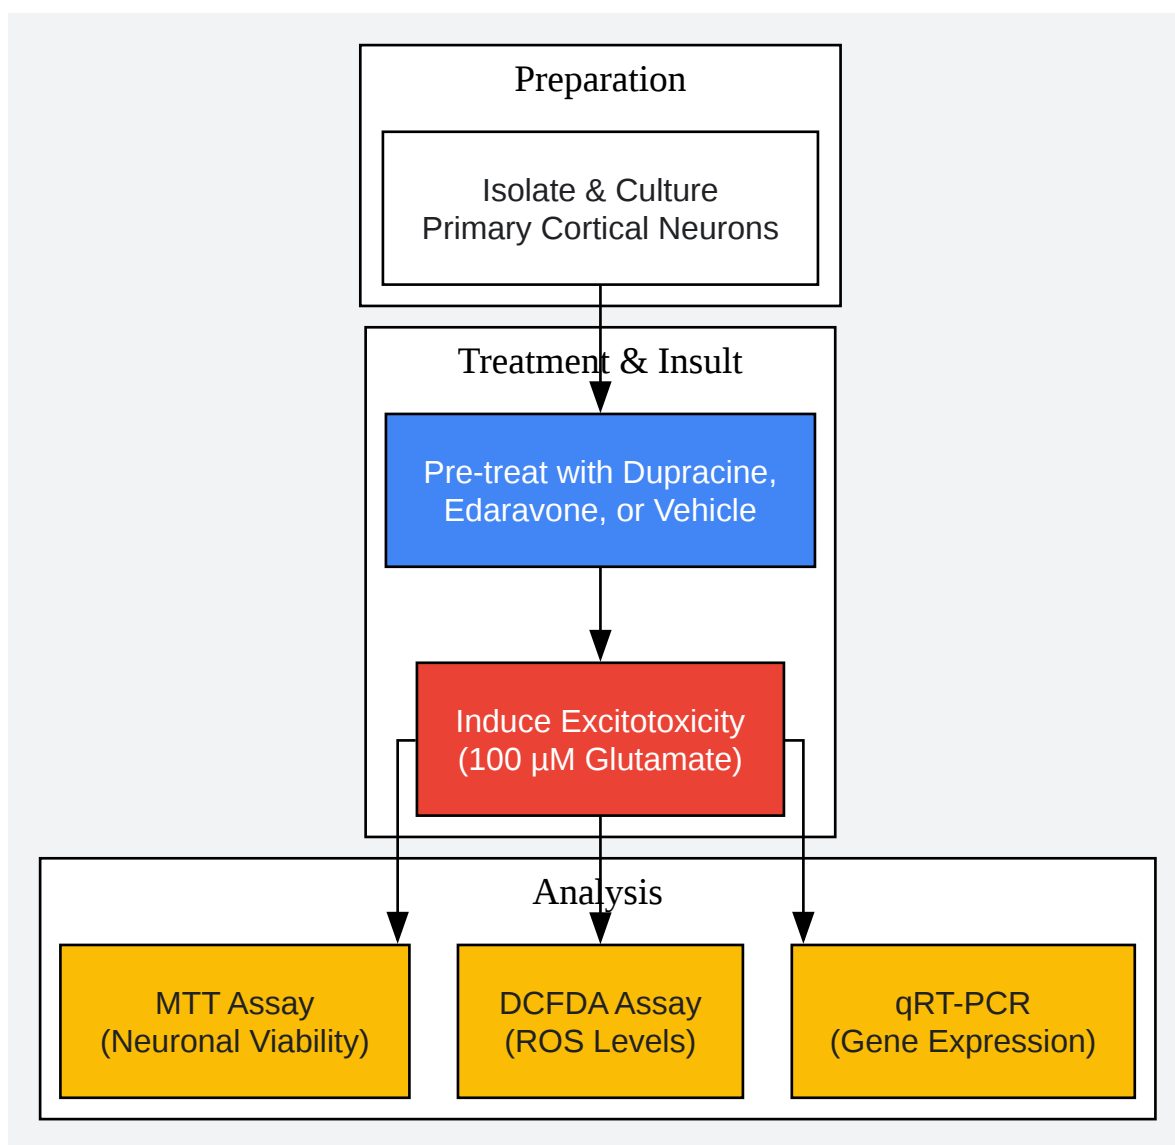 Preparation
Isolate & Culture
Primary Cortical Neurons
Treatment & Insult
Pre-treat with Dupracine,
Edaravone, or Vehicle
Induce Excitotoxicity
(100 µM Glutamate)
Analysis
MTT Assay
(Neuronal Viability)
DCFDA Assay
(ROS Levels)
qRT-PCR
(Gene Expression)